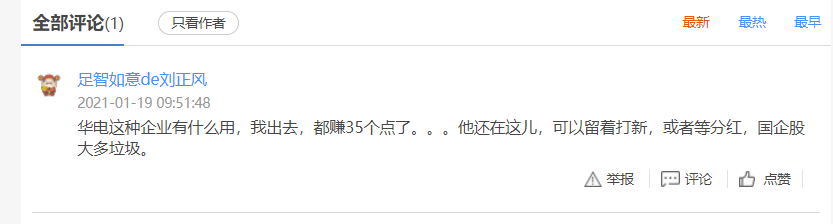 全部评论(1) 只看作者 最新 最热 最早
足智如意de刘正风
2021-01-19 09:51:48
华电这种企业有什么用，我出去，都赚35个点了。。。他还在这儿，可以留着打新，或者等分红，国企股
大多垃圾。
举报 评论 点赞